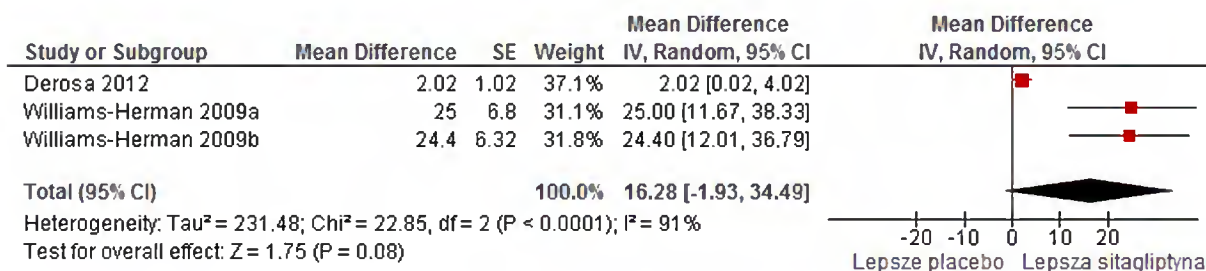 Mean Difference Mean Difference
Study or Subgroup Mean Difference SE Weight IV, Random, 95% CI IV, Random, 95% CI
Derosa 2012 2.02 1.02 37.1% 2.02 [0.02, 4.02]
Williams-Herman 2009a 25 6.8 31.1% 25.00 [11.67, 38.33]
Williams-Herman 2009b 24.4 6.32 31.8% 24.40 [12.01, 36.79]
Total (95% CI) 100.0% 16.28 [-1.93, 34.49]
Heterogeneity: Tau² = 231.48; Chi² = 22.85, df = 2 (P < 0.0001); I² = 91%
Test for overall effect: Z = 1.75 (P = 0.08)
-20 -10 0 10 20
Lepsze placebo Lepsza sitagliptyna